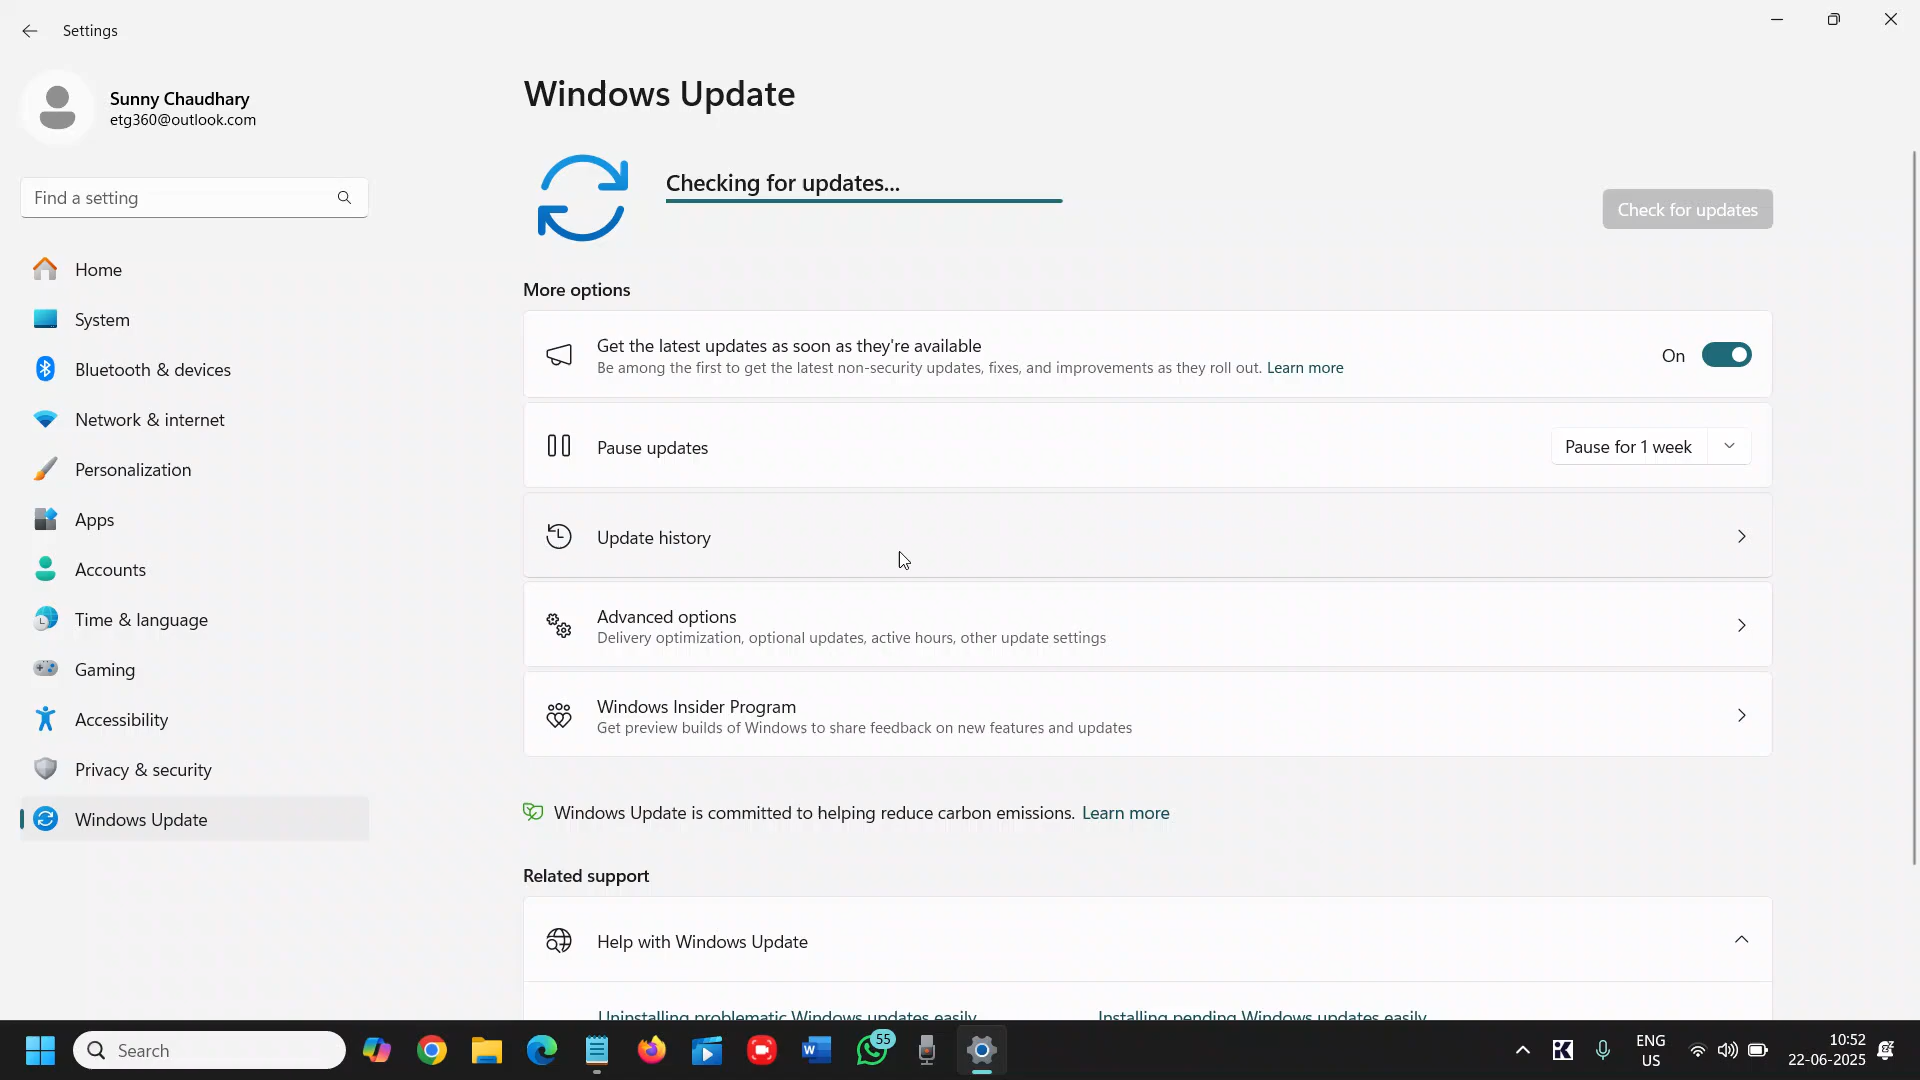 Settings
Sunny Chaudhary
etg360@outlook.com
Find a setting
Home
System
Bluetooth & devices
Network & internet
Personalization
Apps
Accounts
Time & language
Gaming
Accessibility
Privacy & security
Windows Update
Windows Update
Checking for updates...
Check for updates
More options
Get the latest updates as soon as they're available
Be among the first to get the latest non-security updates, fixes, and improvements as they roll out. Learn more
On
Pause updates
Pause for 1 week
Update history
Advanced options
Delivery optimization, optional updates, active hours, other update settings
Windows Insider Program
Get preview builds of Windows to share feedback on new features and updates
Windows Update is committed to helping reduce carbon emissions. Learn more
Related support
Help with Windows Update
Uninstalling problematic Windows updates easily
Installing pending Windows updates easily
Search
55
ENG
US
10:52
22-06-2025